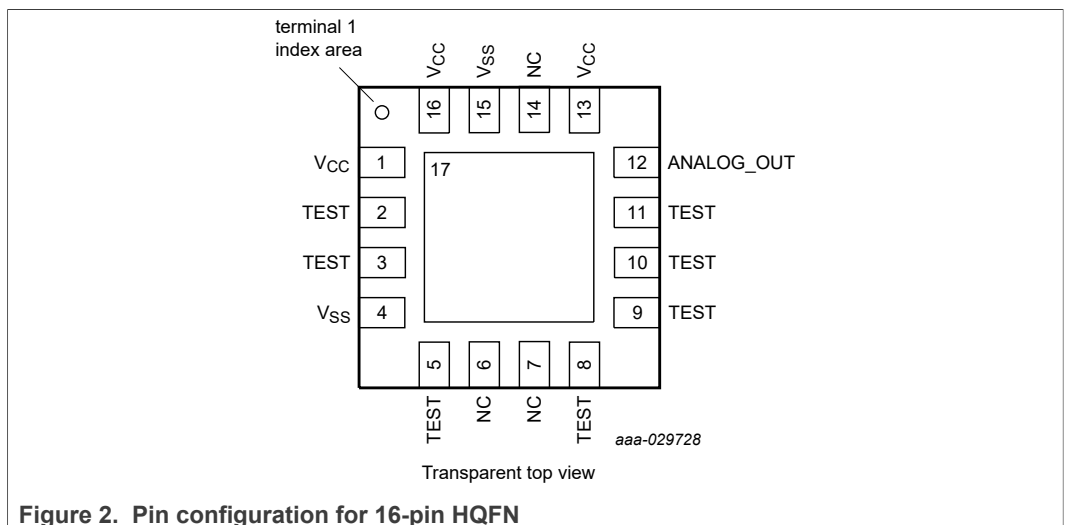 terminal 1
index area
VCC
VSS
NC
VCC
16
15
14
13
VCC
1
17
12
ANALOG_OUT
TEST
2
11
TEST
TEST
3
10
TEST
VSS
4
9
TEST
5
6
7
8
TEST
NC
NC
TEST
aaa-029728
Transparent top view
Figure 2. Pin configuration for 16-pin HQFN